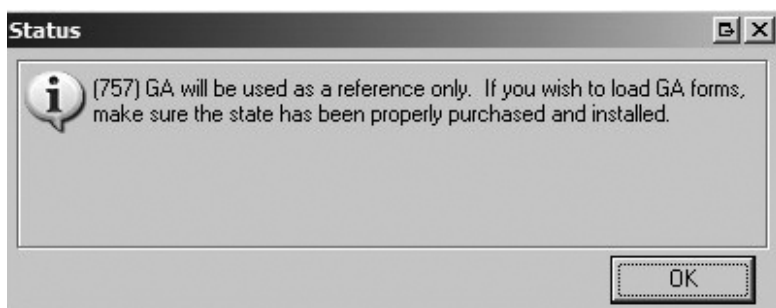 Status
(757) GA will be used as a reference only.  If you wish to load GA forms,
make sure the state has been properly purchased and installed.
OK